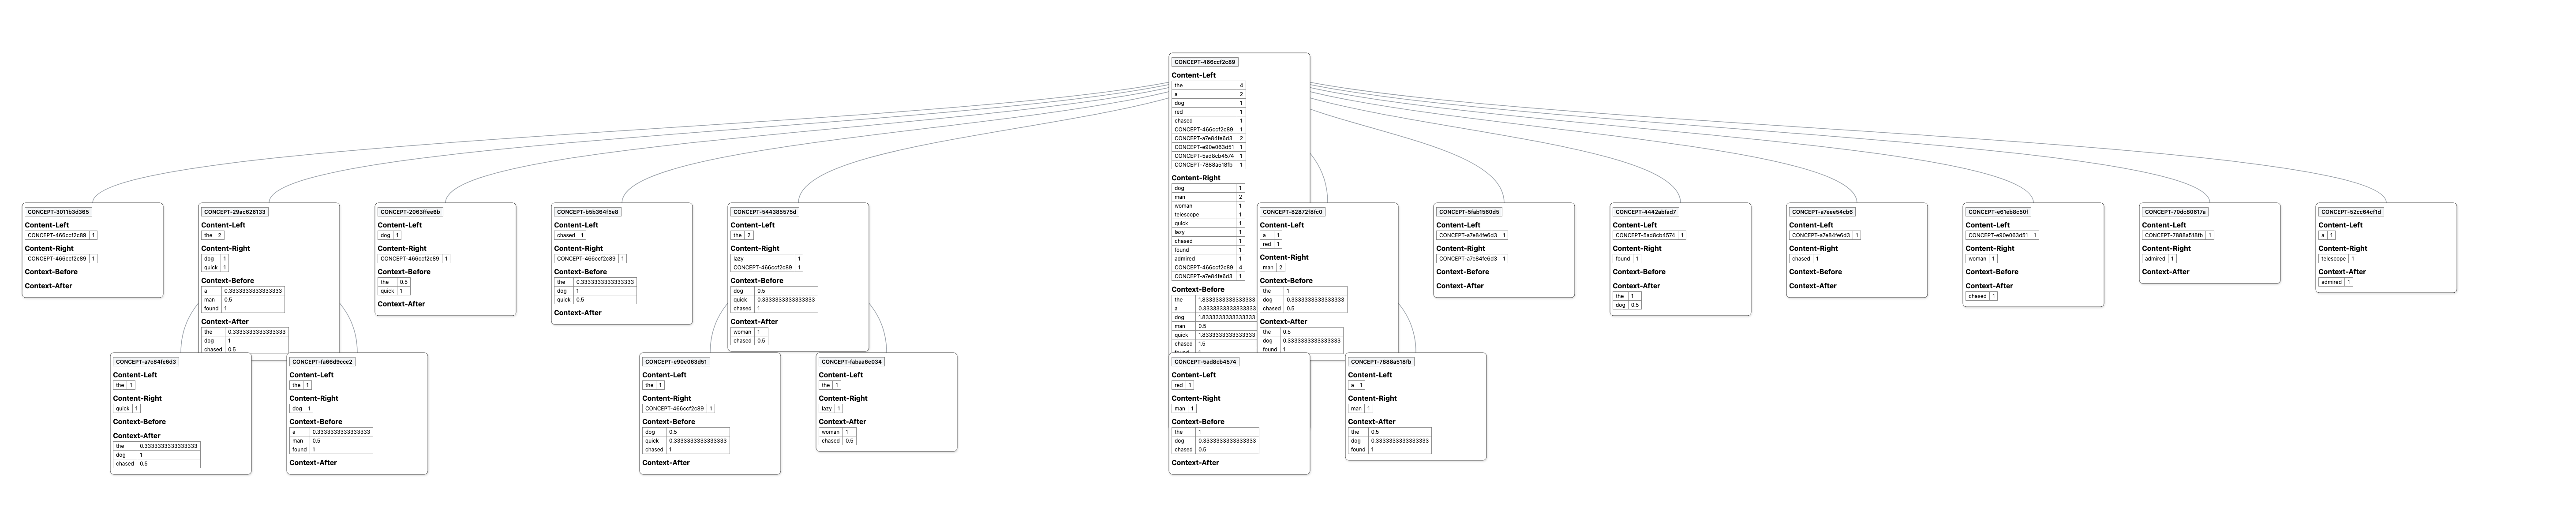 CONCEPT-466ccf2c89
Content-Left
the 4
a 2
dog 1
red 1
chased 1
CONCEPT-466ccf2c89 1
CONCEPT-a7e84fe6d3 2
CONCEPT-e90e063d51 1
CONCEPT-5ad8cb4574 1
CONCEPT-7888a518fb 1
Content-Right
dog 1
man 2
woman 1
telescope 1
quick 1
lazy 1
chased 1
found 1
admired 1
CONCEPT-466ccf2c89 4
CONCEPT-a7e84fe6d3 1
Context-Before
the 1.8333333333333333
a 0.3333333333333333
dog 1.8333333333333333
man 0.5
quick 1.8333333333333333
chased 1.5
CONCEPT-3011b3d365
Content-Left
CONCEPT-466ccf2c89 1
Content-Right
CONCEPT-466ccf2c89 1
Context-Before
Context-After
CONCEPT-29ac626133
Content-Left
the 2
Content-Right
dog 1
quick 1
Context-Before
a 0.3333333333333333
man 0.5
found 1
Context-After
the 0.3333333333333333
dog 1
chased 0.5
CONCEPT-2063ffee6b
Content-Left
dog 1
Content-Right
CONCEPT-466ccf2c89 1
Context-Before
the 0.5
quick 1
Context-After
CONCEPT-b5b364f5e8
Content-Left
chased 1
Content-Right
CONCEPT-466ccf2c89 1
Context-Before
the 0.3333333333333333
dog 1
quick 0.5
Context-After
CONCEPT-544385575d
Content-Left
the 2
Content-Right
lazy 1
CONCEPT-466ccf2c89 1
Context-Before
dog 0.5
quick 0.3333333333333333
chased 1
Context-After
woman 1
chased 0.5
CONCEPT-82872f8fc0
Content-Left
a 1
red 1
Content-Right
man 2
Context-Before
the 1
dog 0.3333333333333333
chased 0.5
Context-After
the 0.5
dog 0.3333333333333333
found 1
CONCEPT-5fab1560d5
Content-Left
CONCEPT-a7e84fe6d3 1
Content-Right
CONCEPT-a7e84fe6d3 1
Context-Before
Context-After
CONCEPT-4442abfad7
Content-Left
CONCEPT-5ad8cb4574 1
Content-Right
found 1
Context-Before
Context-After
the 1
dog 0.5
CONCEPT-a7eee54cb6
Content-Left
CONCEPT-a7e84fe6d3 1
Content-Right
chased 1
Context-Before
Context-After
CONCEPT-e81eb8c50f
Content-Left
CONCEPT-e90e063d51 1
Content-Right
woman 1
Context-Before
Context-After
chased 1
CONCEPT-70dc80617a
Content-Left
CONCEPT-7888a518fb 1
Content-Right
admired 1
Context-After
CONCEPT-52cc64cf1d
Content-Left
a 1
Content-Right
telescope 1
Context-After
admired 1
CONCEPT-a7e84fe6d3
Content-Left
the 1
Content-Right
quick 1
Context-Before
Context-After
the 0.3333333333333333
dog 1
chased 0.5
CONCEPT-fa66d9cce2
Content-Left
the 1
Content-Right
dog 1
Context-Before
a 0.3333333333333333
man 0.5
found 1
Context-After
CONCEPT-e90e063d51
Content-Left
the 1
Content-Right
CONCEPT-466ccf2c89 1
Context-Before
dog 0.5
quick 0.3333333333333333
chased 1
Context-After
CONCEPT-fabaa6e034
Content-Left
the 1
Content-Right
lazy 1
Context-After
woman 1
chased 0.5
CONCEPT-5ad8cb4574
Content-Left
red 1
Content-Right
man 1
Context-Before
the 1
dog 0.3333333333333333
chased 0.5
Context-After
CONCEPT-7888a518fb
Content-Left
a 1
Content-Right
man 1
Context-After
the 0.5
dog 0.3333333333333333
found 1